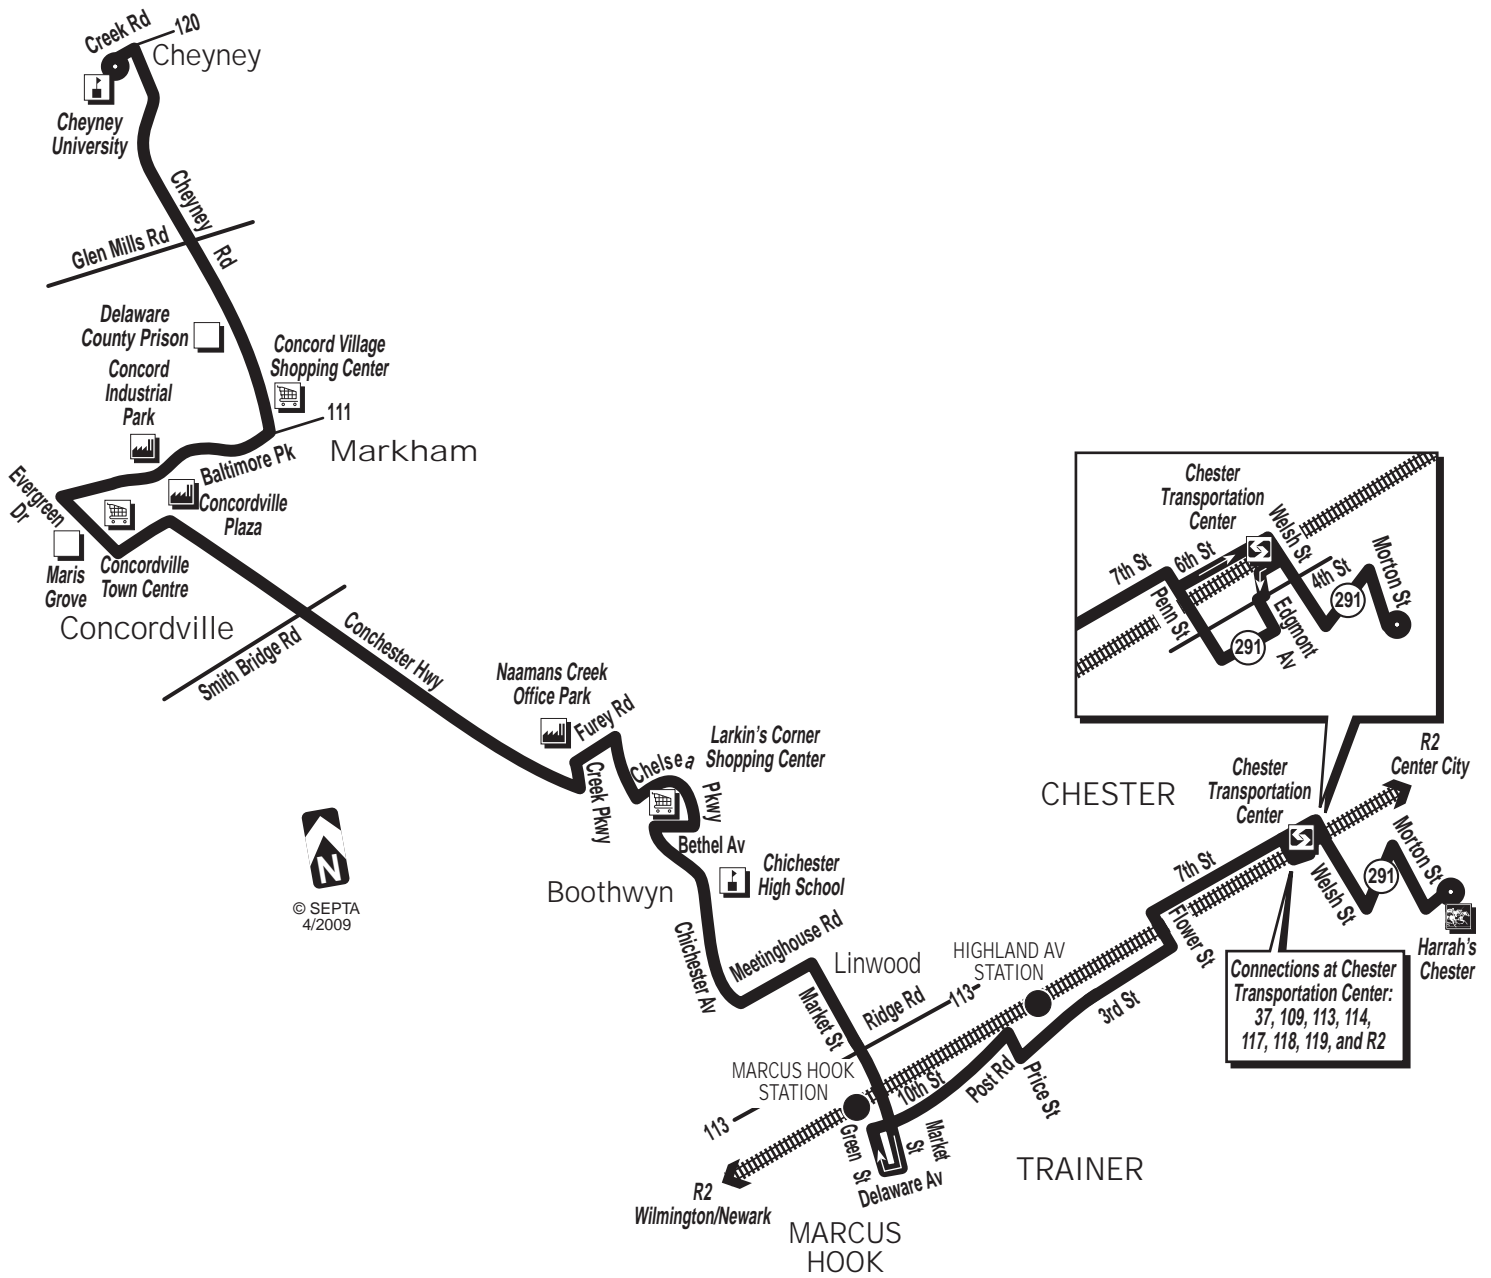 Creek Rd
120
Cheyney
Cheyney
University
Cheyney
Rd
Glen Mills Rd
Delaware
County Prison
Concord Village
Shopping Center
Concord
Industrial
Park
111
Markham
Baltimore Pk
Evergreen
Dr
Concordville
Plaza
Maris
Grove
Concordville
Town Centre
Concordville
Smith Bridge Rd
Conchester Hwy
Naamans Creek
Office Park
Furey Rd
Creek Pkwy
Chelsea
Pkwy
Larkin's Corner
Shopping Center
Bethel Av
Chichester
High School
Boothwyn
N
© SEPTA
4/2009
Chichester Av
Meetinghouse Rd
Linwood
Market St
Ridge Rd
113
HIGHLAND AV
STATION
MARCUS HOOK
STATION
113
10th St
Post Rd
Price St
3rd St
Green St
Market
St
Delaware Av
R2
Wilmington/Newark
MARCUS
HOOK
TRAINER
Chester
Transportation
Center
7th St
6th St
Welsh St
4th St
Morton St
Penn St
291
291
Edgmont
Av
CHESTER
R2
Center City
Chester
Transportation
Center
7th St
Flower St
Welsh St
291
Morton St
Harrah's
Chester
Connections at Chester
Transportation Center:
37, 109, 113, 114,
117, 118, 119, and R2